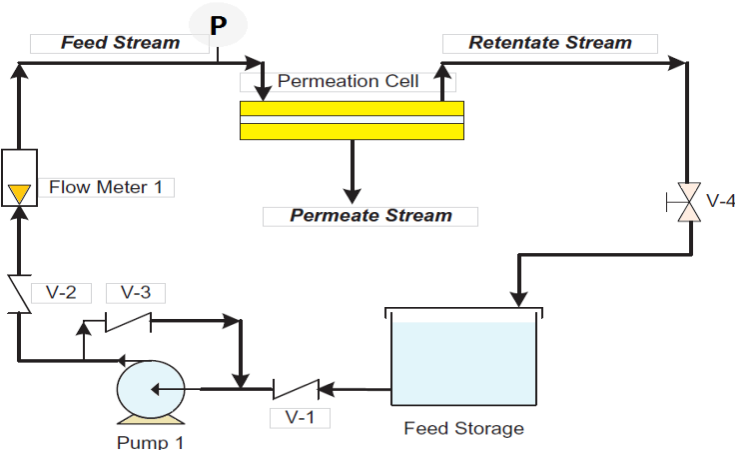 P
Feed Stream
Retentate Stream
Permeation Cell
Flow Meter 1
V-4
Permeate Stream
V-2
V-3
V-1
Feed Storage
Pump 1